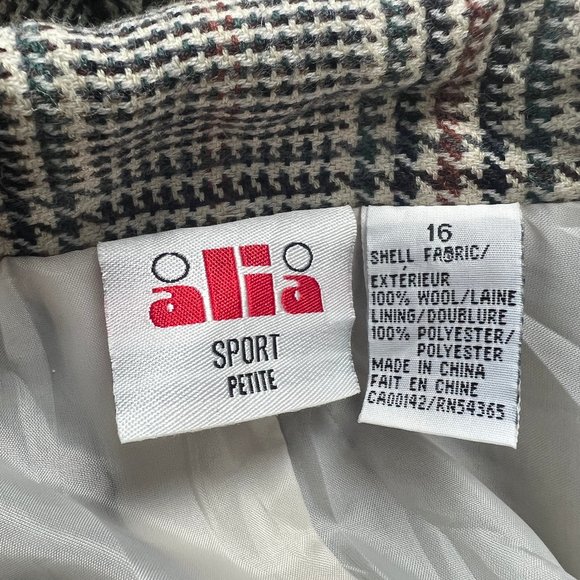 alia
SPORT
PETITE
16
SHELL FABRIC/
EXTÉRIEUR
100% WOOL/LAINE
LINING/DOUBLURE
100% POLYESTER/
POLYESTER
MADE IN CHINA
FAIT EN CHINE
CA00142/RN54365